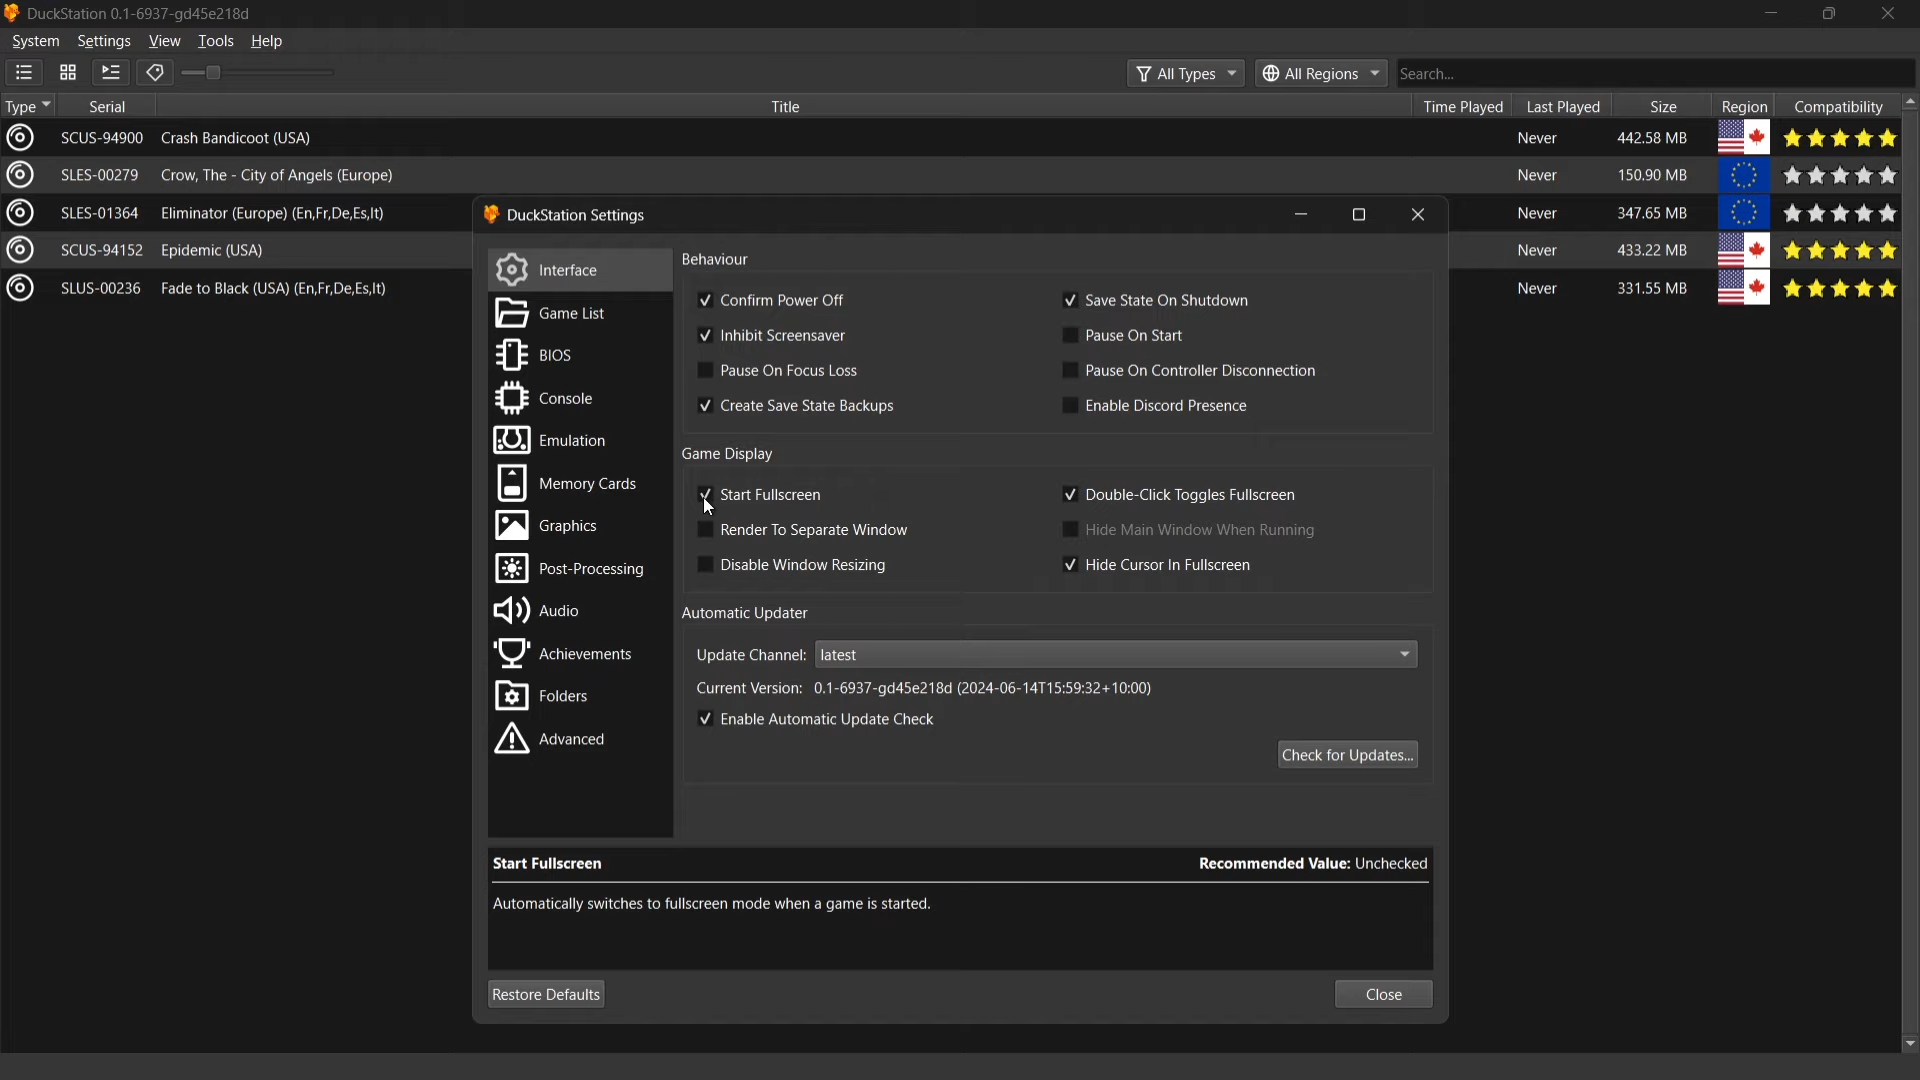 DuckStation 0.1-6937-gd45e218d
System Settings View Tools Help
All Types All Regions Search...
Type Serial Title Time Played Last Played Size Region Compatibility
SCUS-94900 Crash Bandicoot (USA) Never 442.58 MB
SLES-00279 Crow, The - City of Angels (Europe) Never 150.90 MB
SLES-01364 Eliminator (Europe) (En,Fr,De,Es,It) Never 347.65 MB
SCUS-94152 Epidemic (USA) Never 433.22 MB
SLUS-00236 Fade to Black (USA) (En,Fr,De,Es,It) Never 331.55 MB
DuckStation Settings
Interface
Game List
BIOS
Console
Emulation
Memory Cards
Graphics
Post-Processing
Audio
Achievements
Folders
Advanced
Behaviour
Confirm Power Off Save State On Shutdown
Inhibit Screensaver Pause On Start
Pause On Focus Loss Pause On Controller Disconnection
Create Save State Backups Enable Discord Presence
Game Display
Start Fullscreen Double-Click Toggles Fullscreen
Render To Separate Window Hide Main Window When Running
Disable Window Resizing Hide Cursor In Fullscreen
Automatic Updater
Update Channel: latest
Current Version: 0.1-6937-gd45e218d (2024-06-14T15:59:32+10:00)
Enable Automatic Update Check
Check for Updates...
Start Fullscreen Recommended Value: Unchecked
Automatically switches to fullscreen mode when a game is started.
Restore Defaults Close